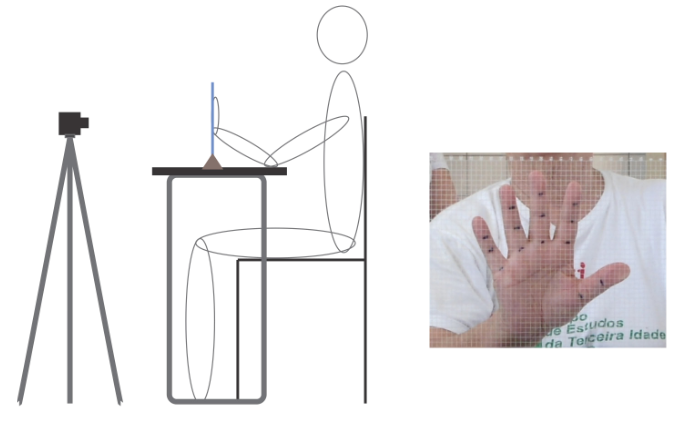 i
po
de Estudos
da Terceira Idade